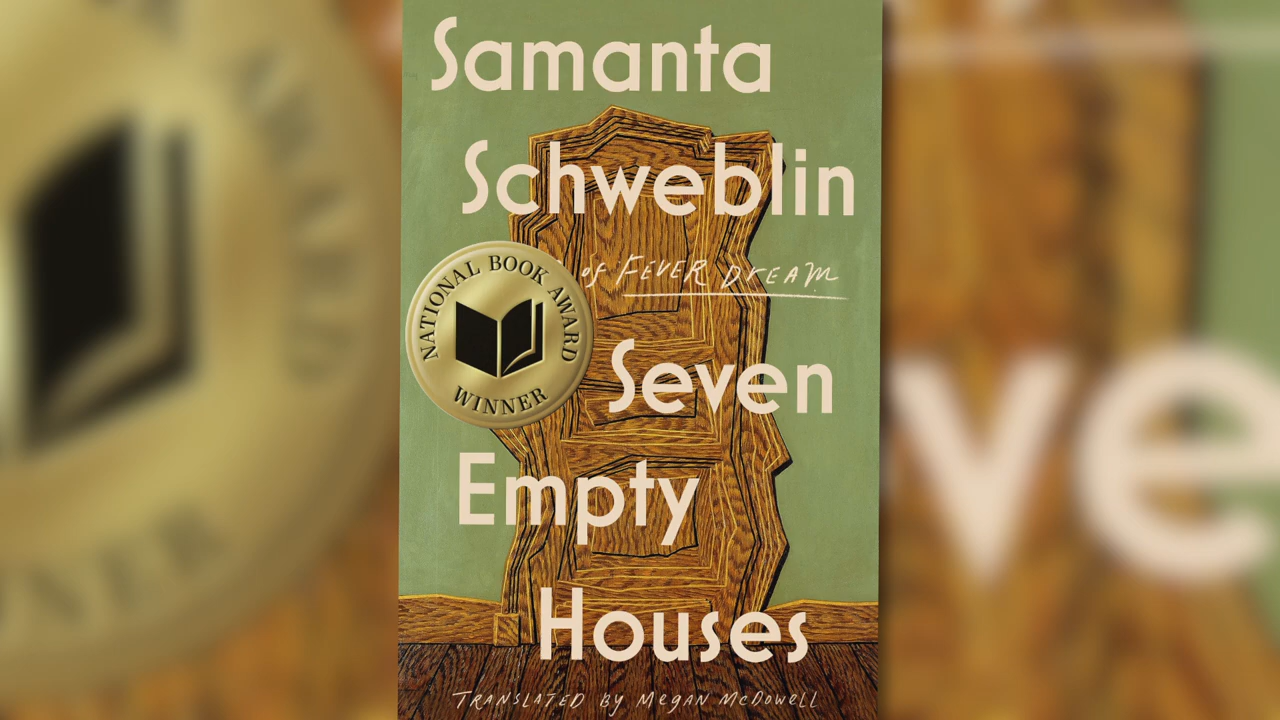 Samanta
Schweblin
of FEVER DREAM
NATIONAL BOOK AWARD
WINNER
Seven
Empty
Houses
TRANSLATED BY MEGAN McDOWELL